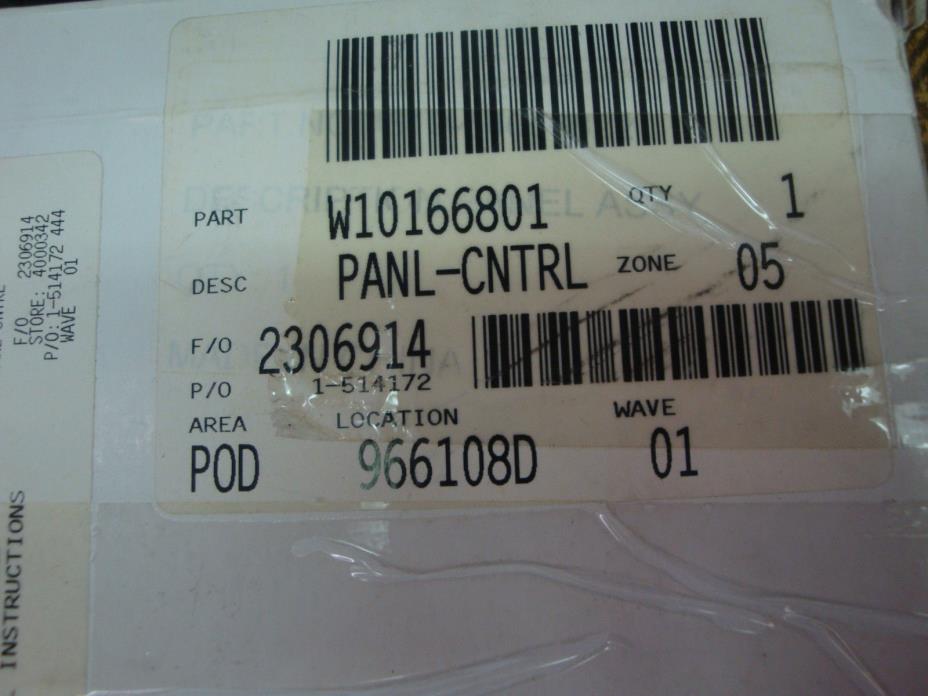 PART W10166801 QTY 1
DESC PANL-CNTRL ZONE 05
F/O 2306914
P/O 1-514172
AREA LOCATION WAVE
POD 966108D 01
F/O 2306914
STORE: 4000342
P/O: 1-514172 444
WAVE 01
INSTRUCTIONS